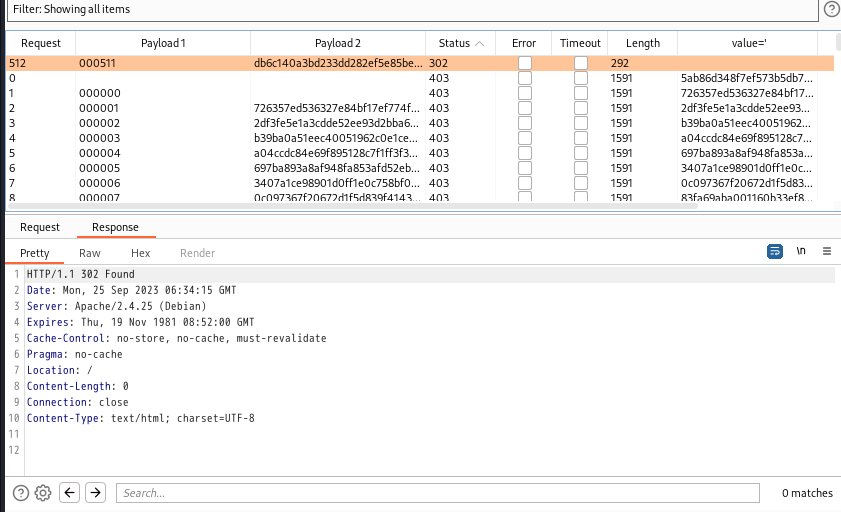 Filter: Showing all items
Request Payload 1 Payload 2 Status Error Timeout Length value='
512 000511 db6c140a3bd233dd282ef5e85be... 302 292
0 403 1591 5ab86d348f7ef573b5db7...
1 000000 403 1591 726357ed536327e84bf17...
2 000001 726357ed536327e84bf17ef774f... 403 1591 2df3fe5e1a3cdde52ee93...
3 000002 2df3fe5e1a3cdde52ee93d2bba6... 403 1591 b39ba0a51eec40051962...
4 000003 b39ba0a51eec40051962c0e1ce... 403 1591 a04ccdc84e69f895128c7...
5 000004 a04ccdc84e69f895128c7f1ff3f3... 403 1591 697ba893a8af948fa853a...
6 000005 697ba893a8af948fa853afd52eb... 403 1591 3407a1ce98901d0ff1e0c...
7 000006 3407a1ce98901d0ff1e0c758bf0... 403 1591 0c097367f20672d1f5d83...
8 000007 0c097367f20672d1f5d839f4143... 403 1591 83fa69aba001160b33ef8...
Request Response
Pretty Raw Hex Render \n
1 HTTP/1.1 302 Found
2 Date: Mon, 25 Sep 2023 06:34:15 GMT
3 Server: Apache/2.4.25 (Debian)
4 Expires: Thu, 19 Nov 1981 08:52:00 GMT
5 Cache-Control: no-store, no-cache, must-revalidate
6 Pragma: no-cache
7 Location: /
8 Content-Length: 0
9 Connection: close
10 Content-Type: text/html; charset=UTF-8
11
12
Search... 0 matches